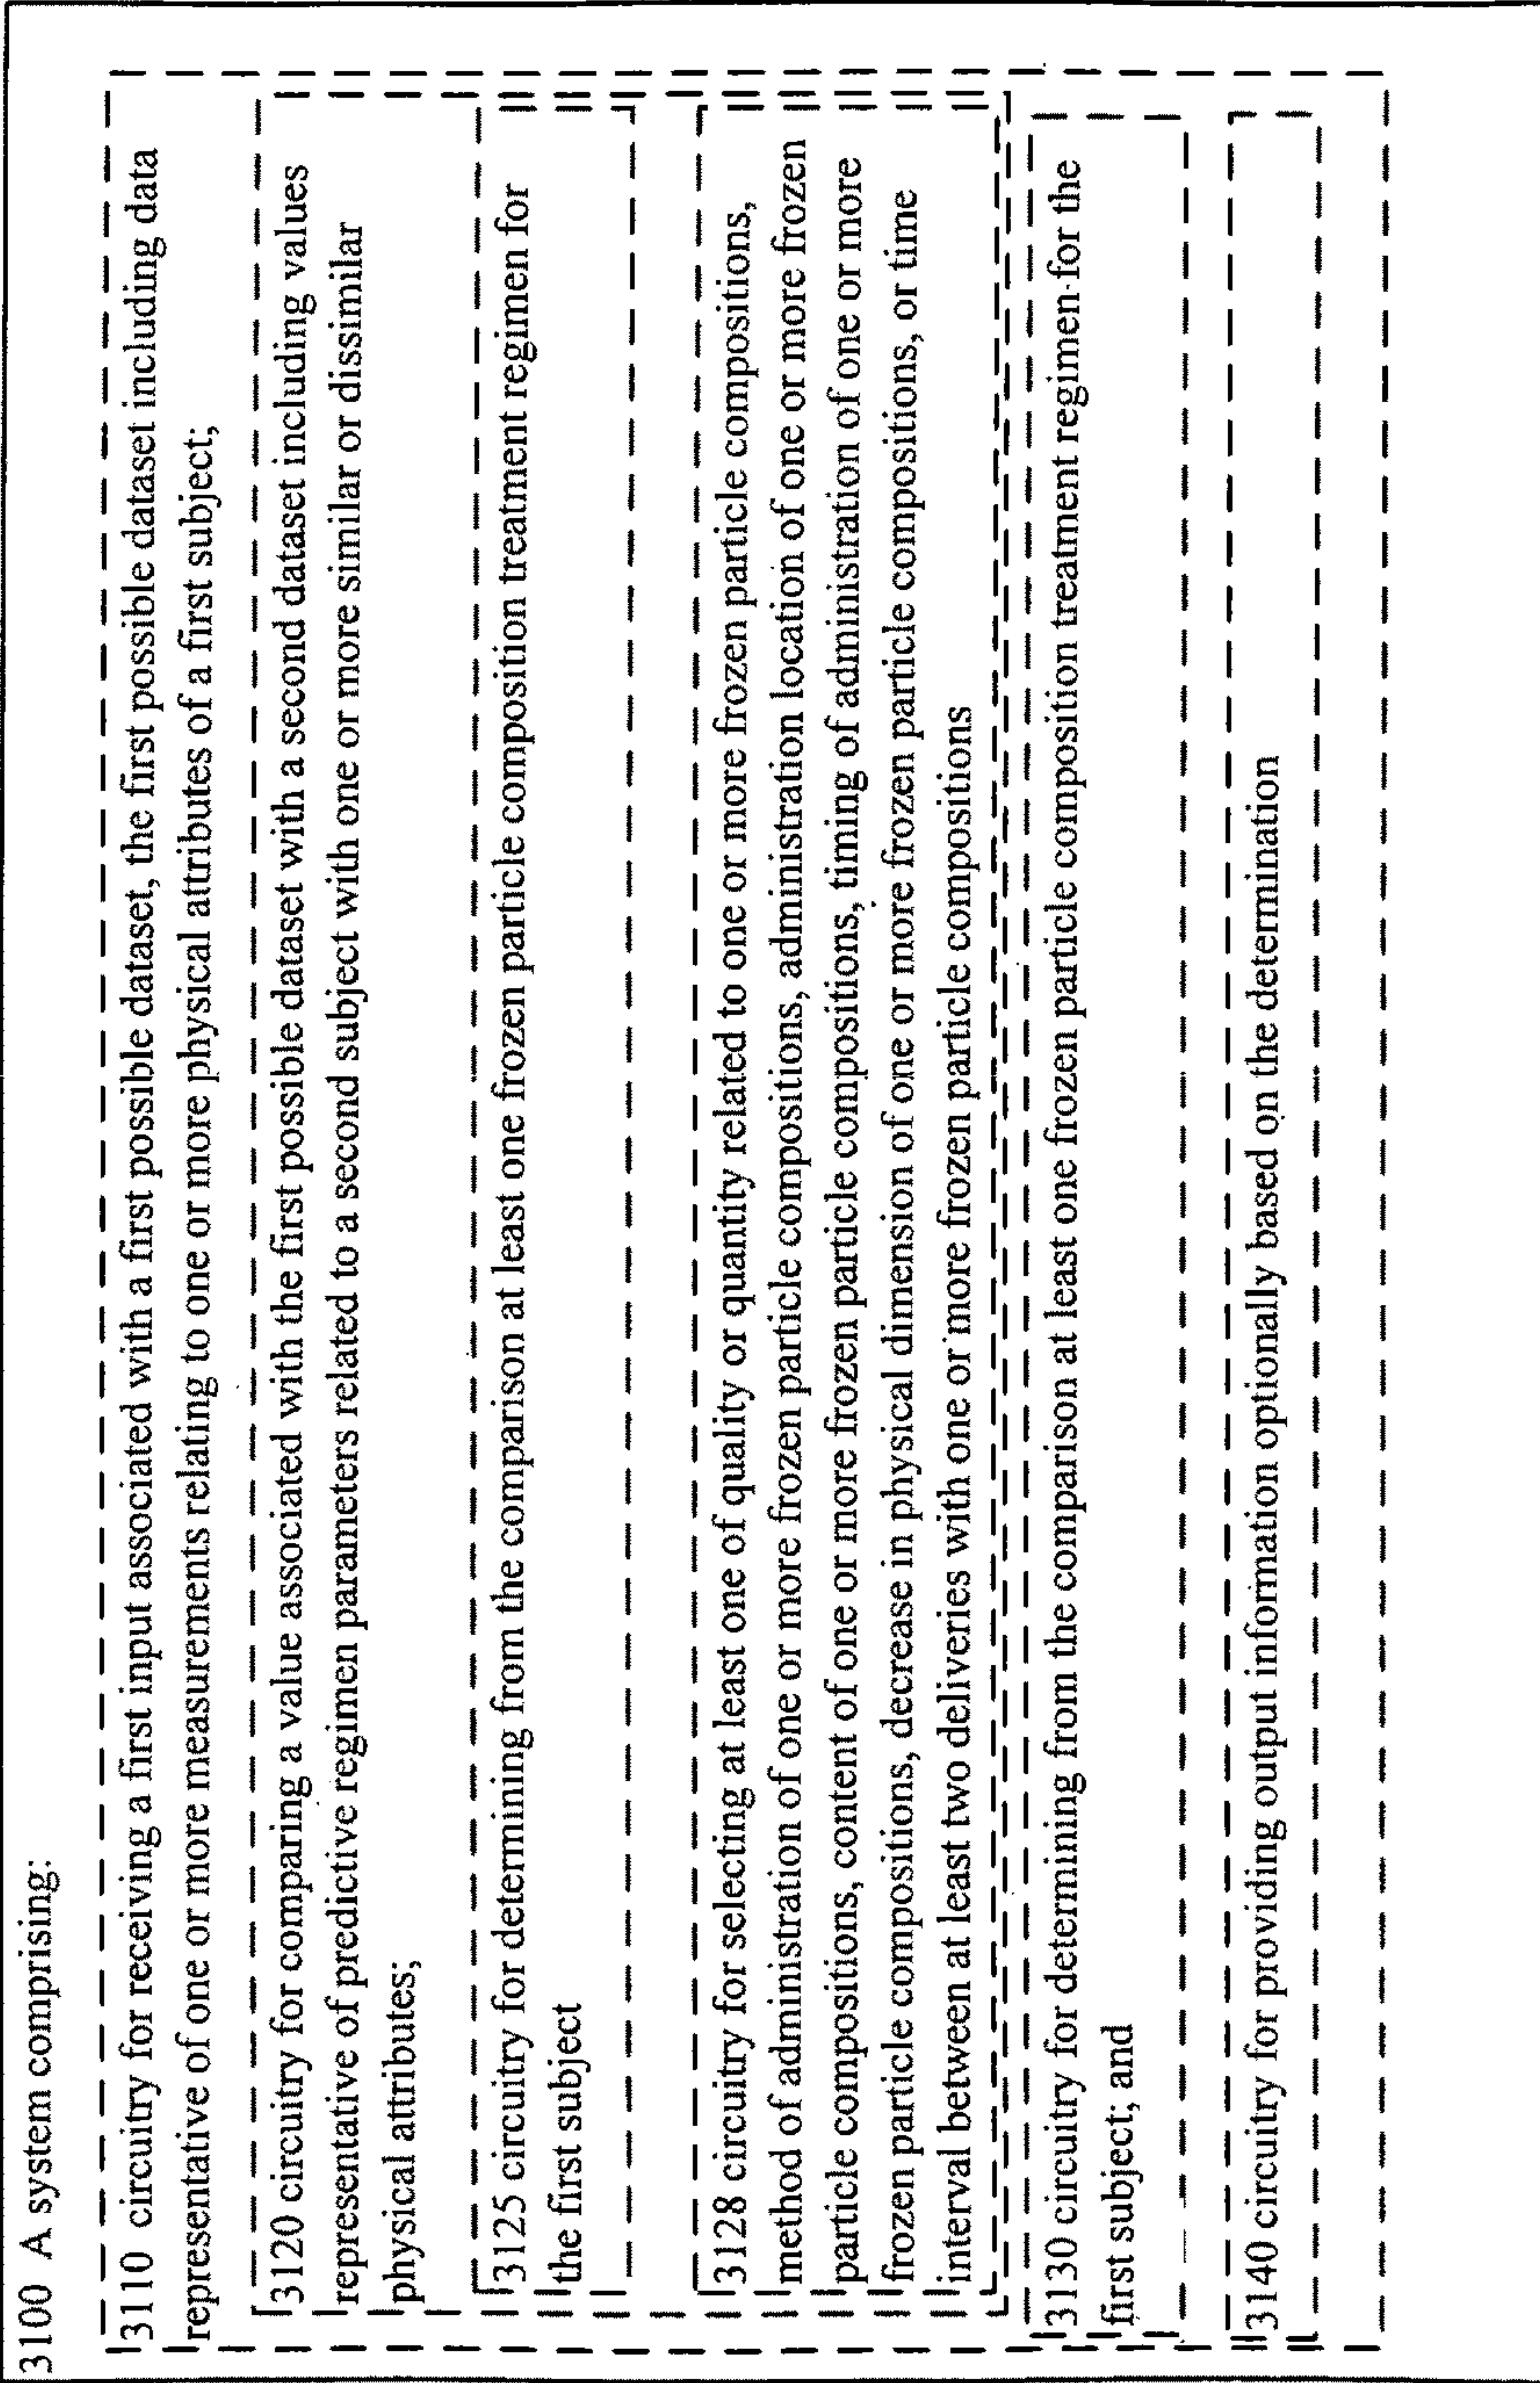 3100 A system comprising:
3110 circuitry for receiving a first input associated with a first possible dataset, the first possible dataset including data
representative of one or more measurements relating to one or more physical attributes of a first subject;
3120 circuitry for comparing a value associated with the first possible dataset with a second dataset including values
representative of predictive regimen parameters related to a second subject with one or more similar or dissimilar
physical attributes;
3125 circuitry for determining from the comparison at least one frozen particle composition treatment regimen for
the first subject
3128 circuitry for selecting at least one of quality or quantity related to one or more frozen particle compositions,
method of administration of one or more frozen particle compositions, administration location of one or more frozen
particle compositions, content of one or more frozen particle compositions, timing of administration of one or more
frozen particle compositions, decrease in physical dimension of one or more frozen particle compositions, or time
interval between at least two deliveries with one or more frozen particle compositions
3130 circuitry for determining from the comparison at least one frozen particle composition treatment regimen for the
first subject; and
3140 circuitry for providing output information optionally based on the determination